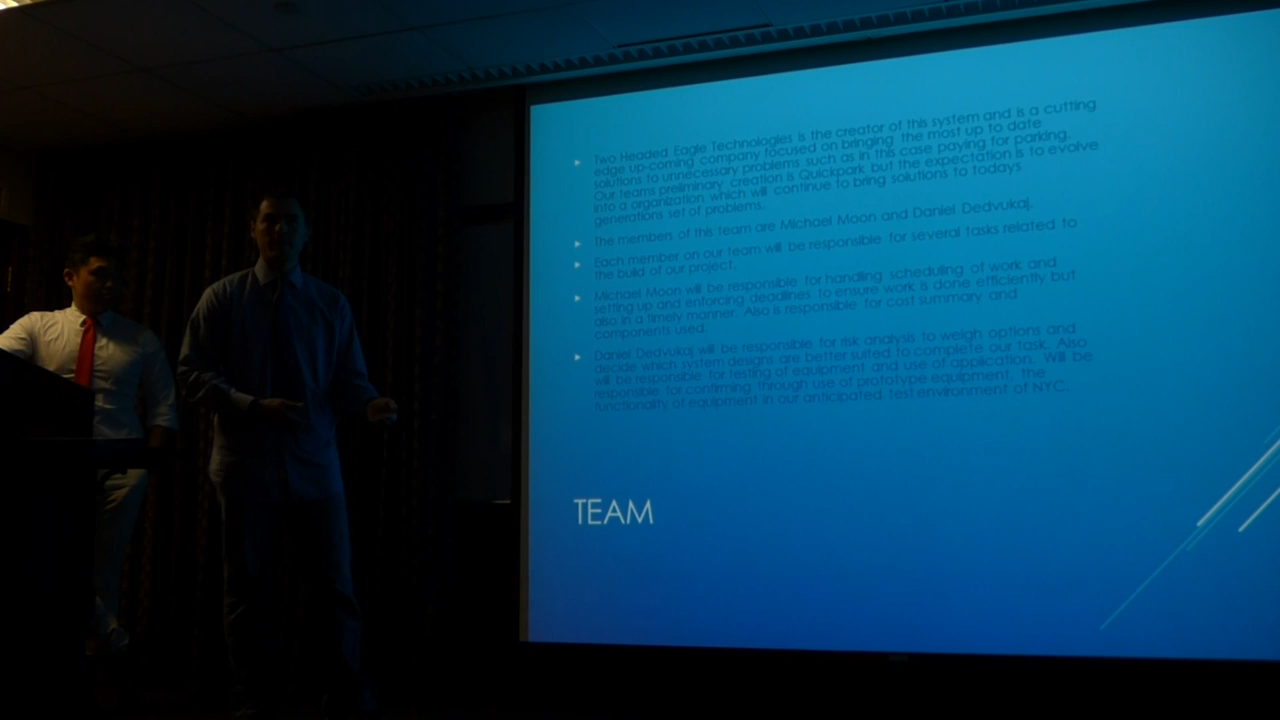 Two Headed Eagle Technologies is the creator of this system and is a cutting
edge up-coming company focused on bringing the most up to date
solutions to unnecessary problems such as in this case paying for parking.
Our teams preliminary creation is Quickpark but the expectation is to evolve
into a organization which will continue to bring solutions to todays
generations set of problems.
The members of this team are Michael Moon and Daniel Dedvukaj.
Each member on our team will be responsible for several tasks related to
the build of our project.
Michael Moon will be responsible for handling scheduling of work and
setting up and enforcing deadlines to ensure work is done efficiently but
also in a timely manner. Also is responsible for cost summary and
components used.
Daniel Dedvukaj will be responsible for risk analysis to weigh options and
decide which system designs are better suited to complete our task. Also
will be responsible for testing of equipment and use of application. Will be
responsible for confirming through use of prototype equipment, the
functionality of equipment in our anticipated test environment of NYC.
TEAM